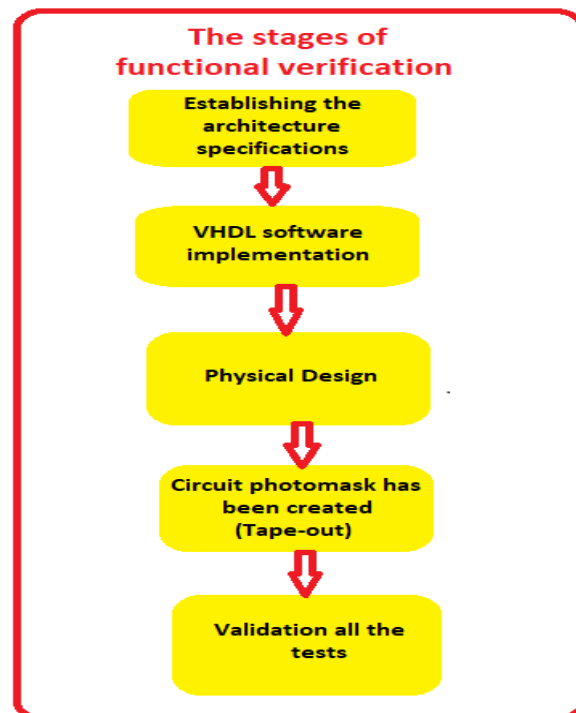 The stages of
functional verification
Establishing the
architecture
specifications
VHDL software
implementation
Physical Design
Circuit photomask has
been created
(Tape-out)
Validation all the
tests